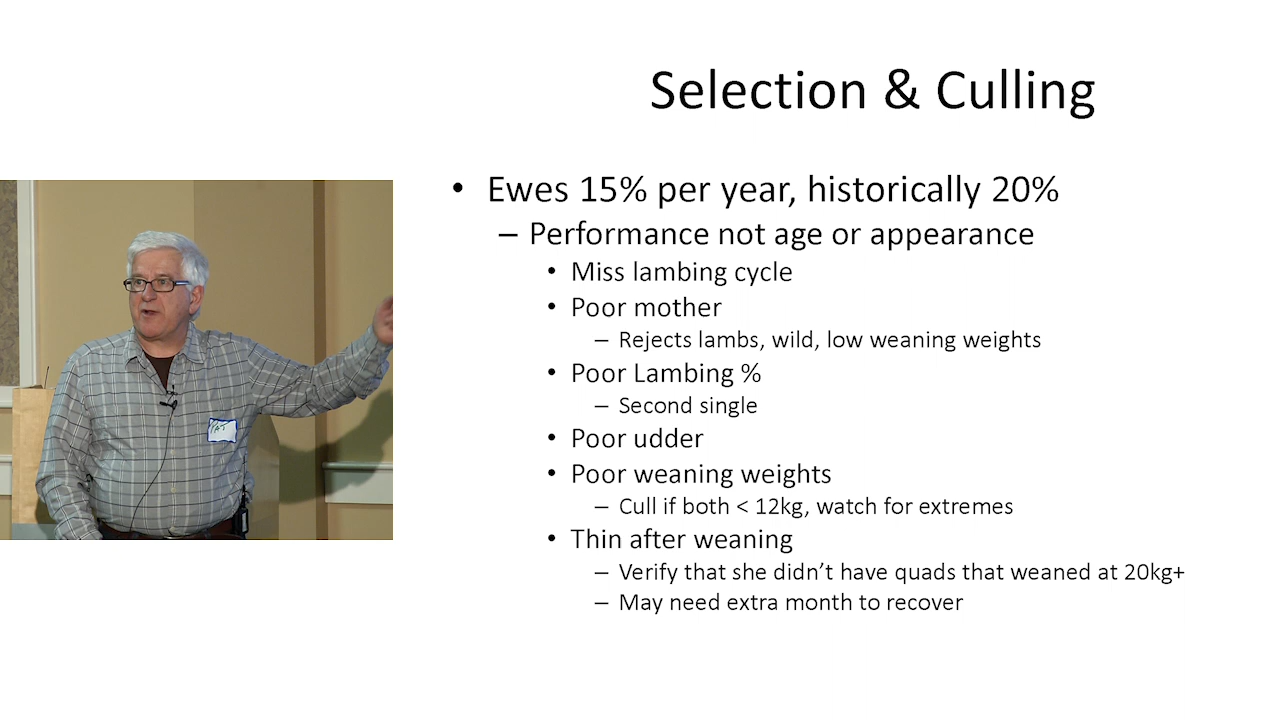 Selection & Culling
• Ewes 15% per year, historically 20%
– Performance not age or appearance
• Miss lambing cycle
• Poor mother
– Rejects lambs, wild, low weaning weights
• Poor Lambing %
– Second single
• Poor udder
• Poor weaning weights
– Cull if both < 12kg, watch for extremes
• Thin after weaning
– Verify that she didn’t have quads that weaned at 20kg+
– May need extra month to recover